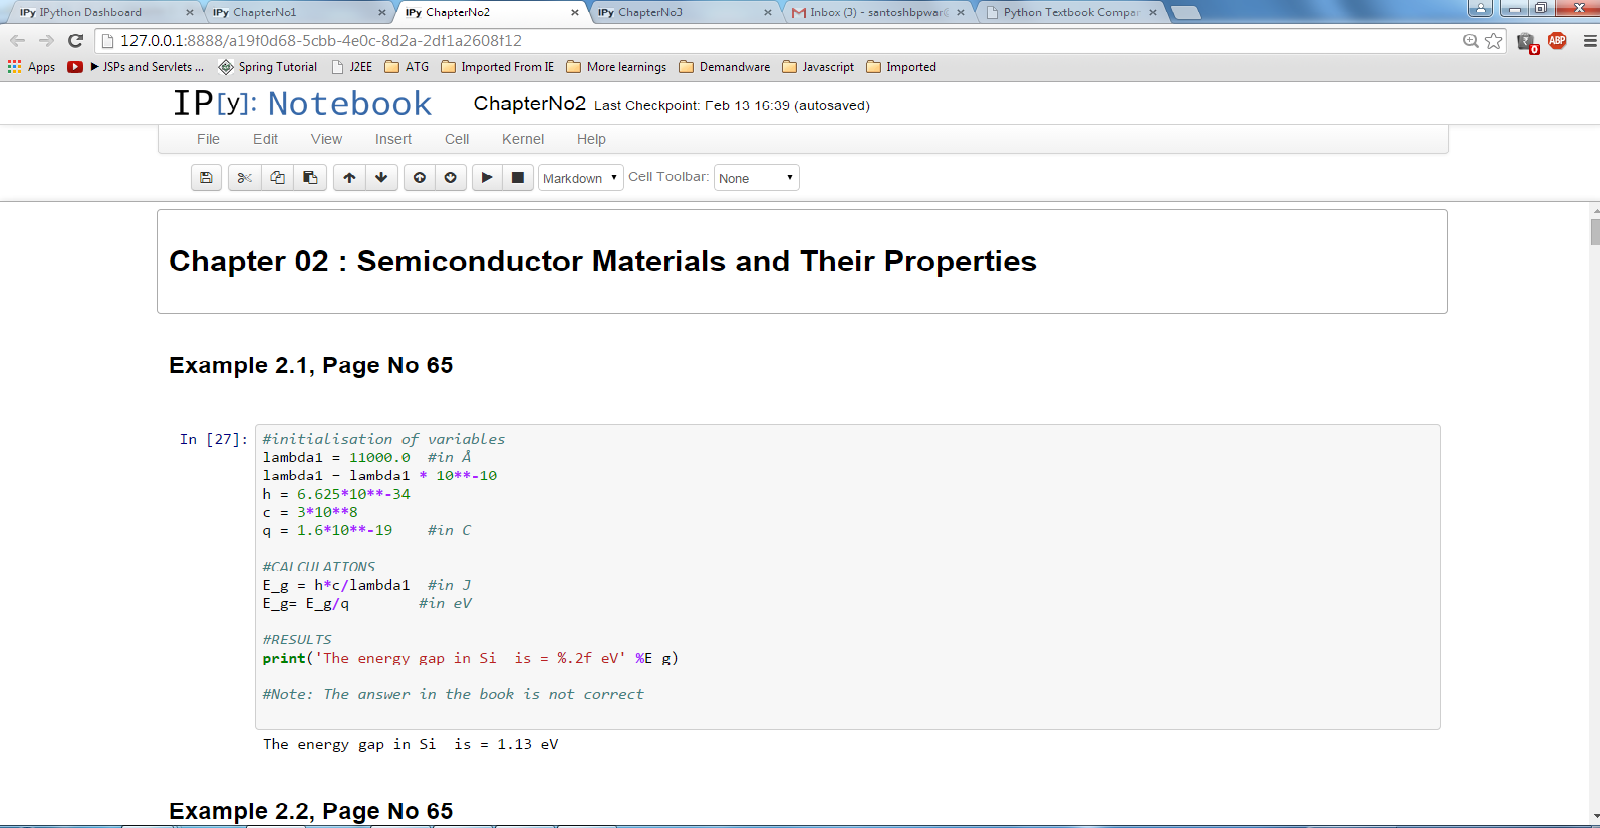 IPy IPython Dashboard × IPy ChapterNo1 × IPy ChapterNo2 × IPy ChapterNo3 × Inbox (3) - santoshbpwar@ × Python Textbook Compar ×
127.0.0.1:8888/a19f0d68-5cbb-4e0c-8d2a-2df1a2608f12 0 ABP
Apps ▶ JSPs and Servlets ... Spring Tutorial J2EE ATG Imported From IE More learnings Demandware Javascript Imported
IP[y]: Notebook ChapterNo2 Last Checkpoint: Feb 13 16:39 (autosaved)
File Edit View Insert Cell Kernel Help
Markdown Cell Toolbar: None
Chapter 02 : Semiconductor Materials and Their Properties
Example 2.1, Page No 65
In [27]: #initialisation of variables
lambda1 = 11000.0 #in Å
lambda1 = lambda1 * 10**-10
h = 6.625*10**-34
c = 3*10**8
q = 1.6*10**-19 #in C
#CALCULATIONS
E_g = h*c/lambda1 #in J
E_g= E_g/q #in eV
#RESULTS
print('The energy gap in Si  is = %.2f eV' %E_g)
#Note: The answer in the book is not correct
The energy gap in Si  is = 1.13 eV
Example 2.2, Page No 65